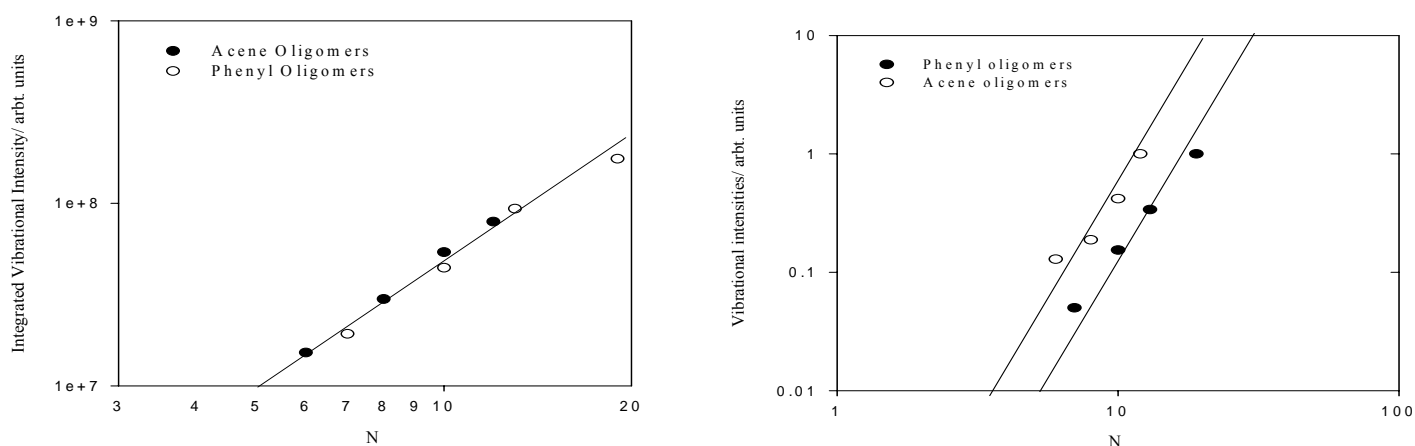 1e+9
1e+8
1e+7
Integrated Vibrational Intensity/ arbt. units
Acene Oligomers
Phenyl Oligomers
3 4 5 6 7 8 9 10 20
N
10
1
0.1
0.01
Vibrational intensities/ arbt. units
Phenyl oligomers
Acene oligomers
1 10 100
N